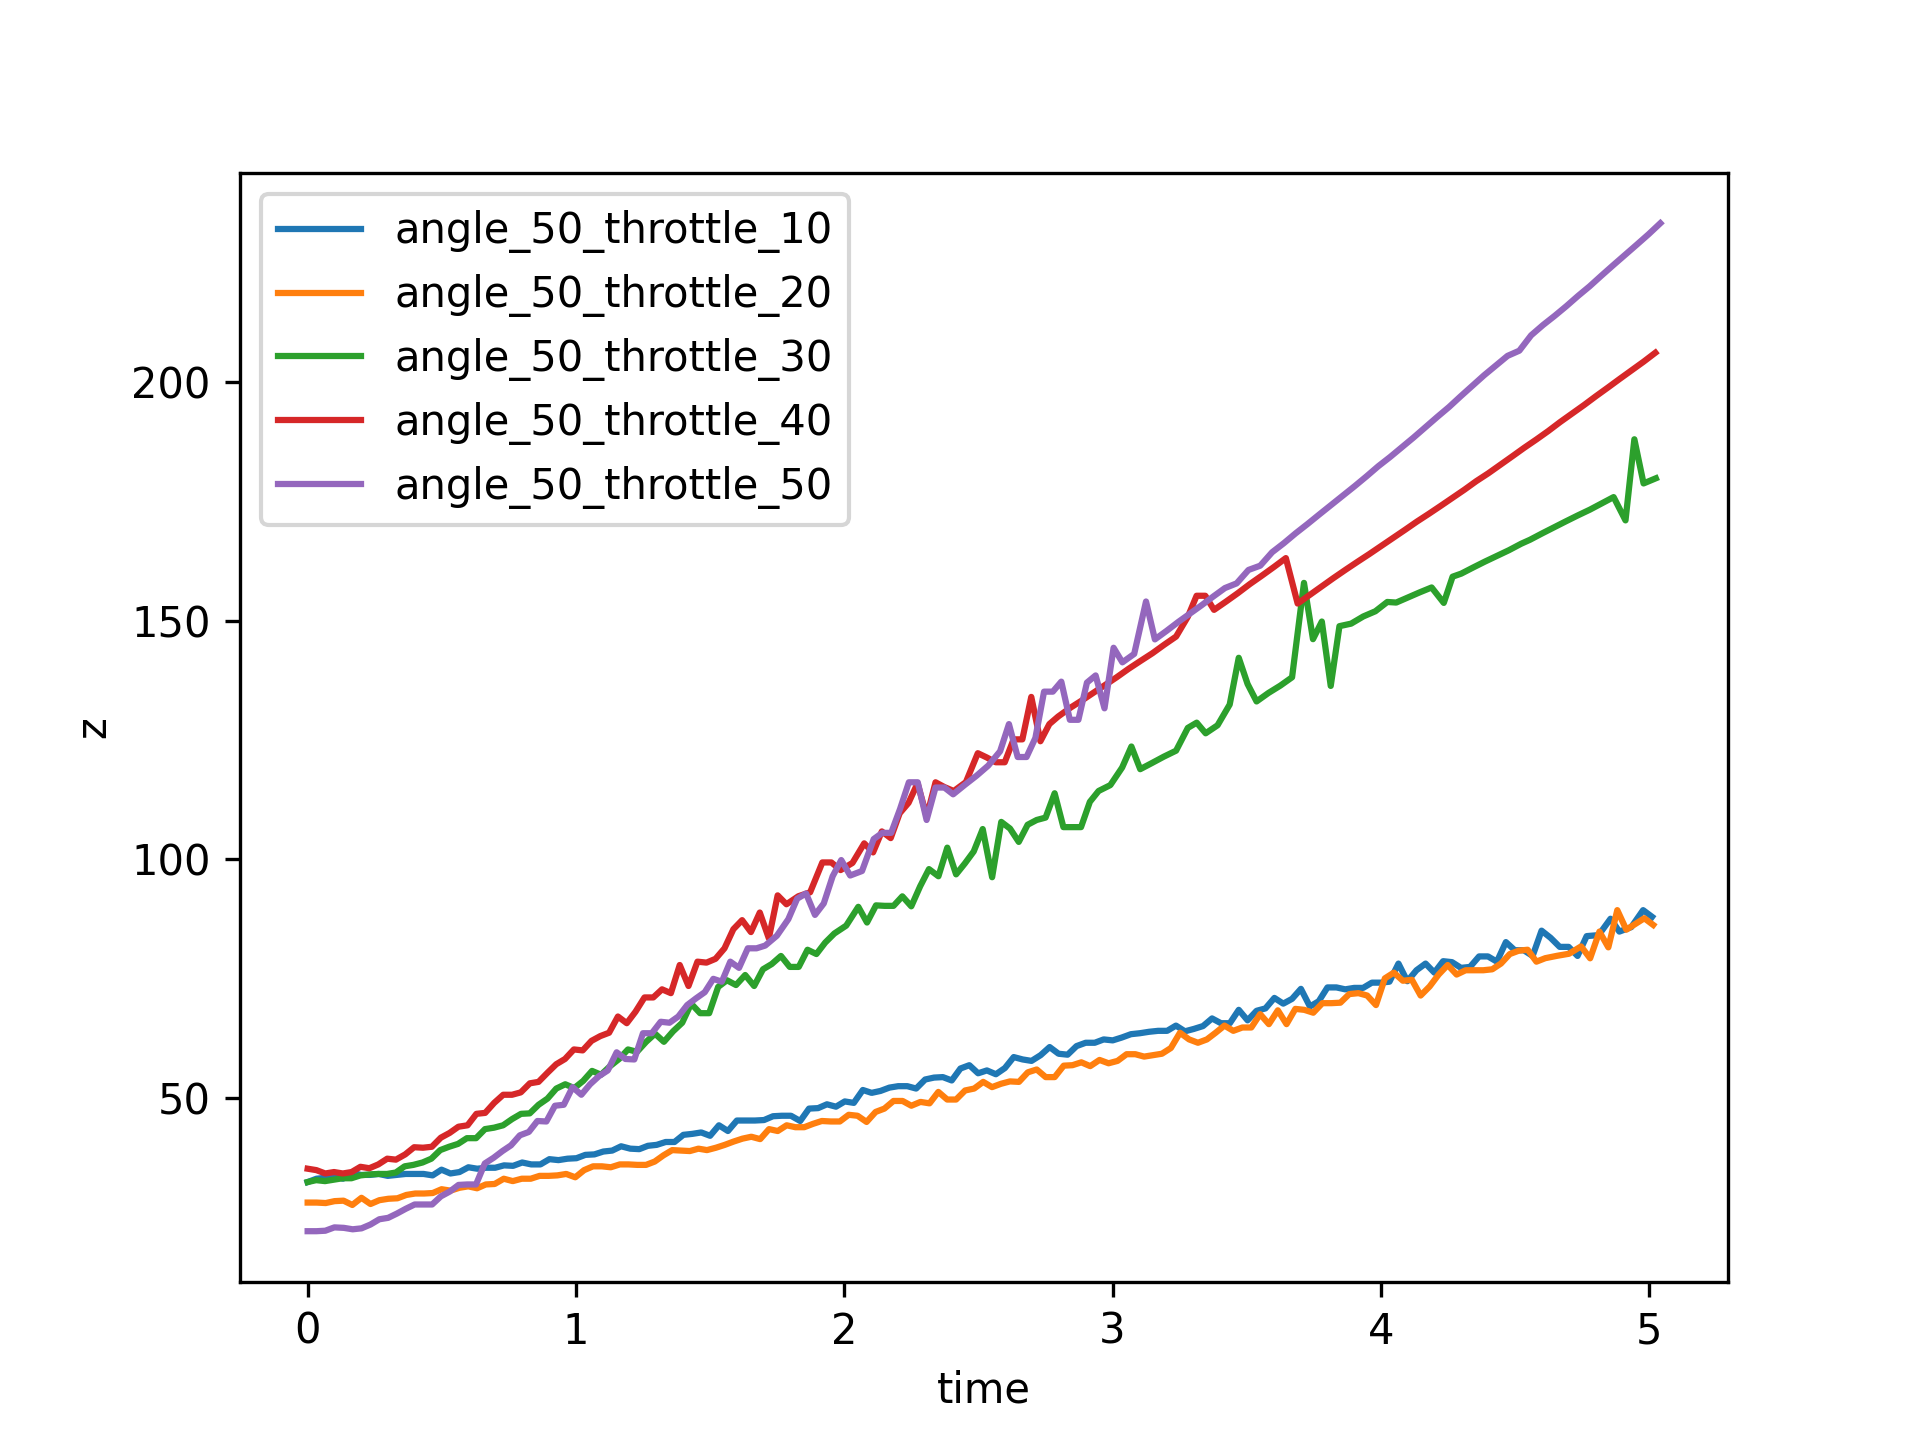 angle_50_throttle_10
angle_50_throttle_20
angle_50_throttle_30
angle_50_throttle_40
angle_50_throttle_50
200
150
100
50
z
0 1 2 3 4 5
time